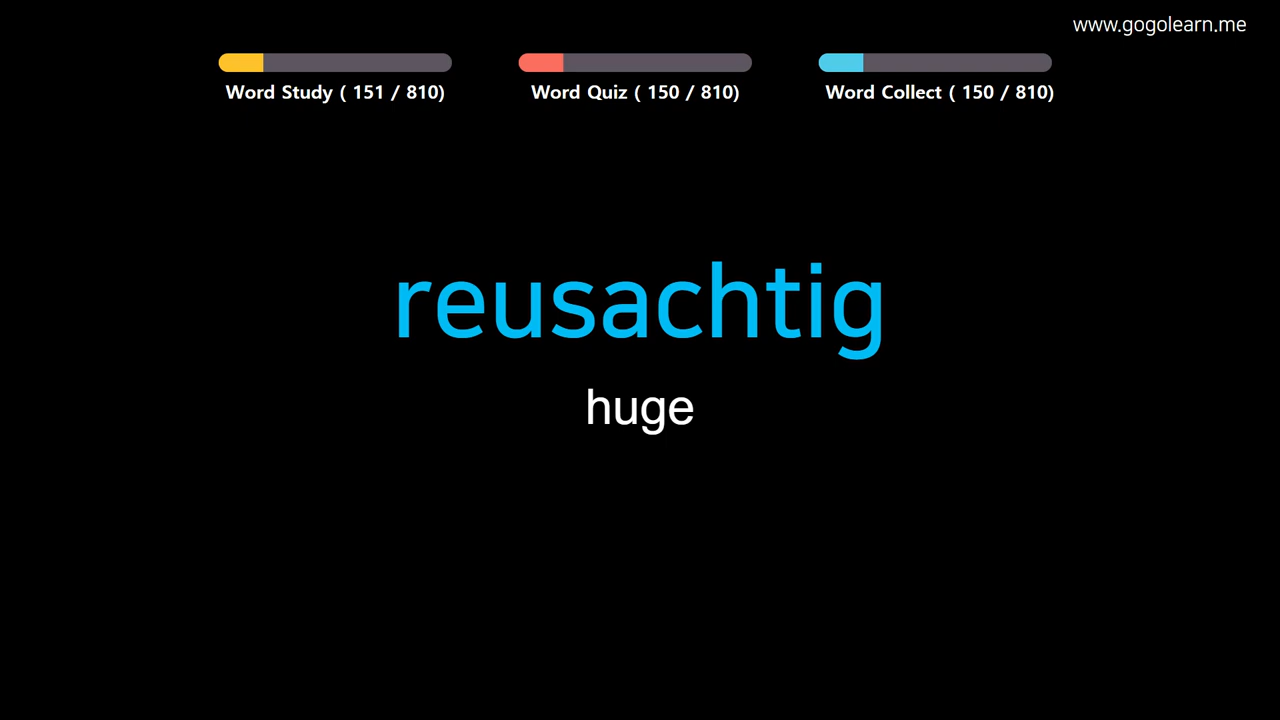 www.gogolearn.me
Word Study ( 151 / 810)
Word Quiz ( 150 / 810)
Word Collect ( 150 / 810)
reusachtig
huge